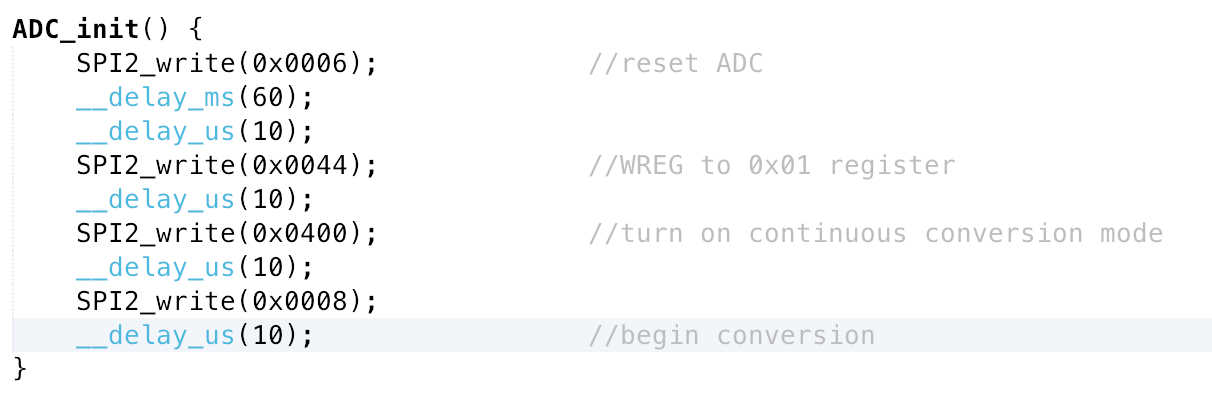 ADC_init() {
    SPI2_write(0x0006);             //reset ADC
    __delay_ms(60);
    __delay_us(10);
    SPI2_write(0x0044);             //WREG to 0x01 register
    __delay_us(10);
    SPI2_write(0x0400);             //turn on continuous conversion mode
    __delay_us(10);
    SPI2_write(0x0008);
    __delay_us(10);                 //begin conversion
}